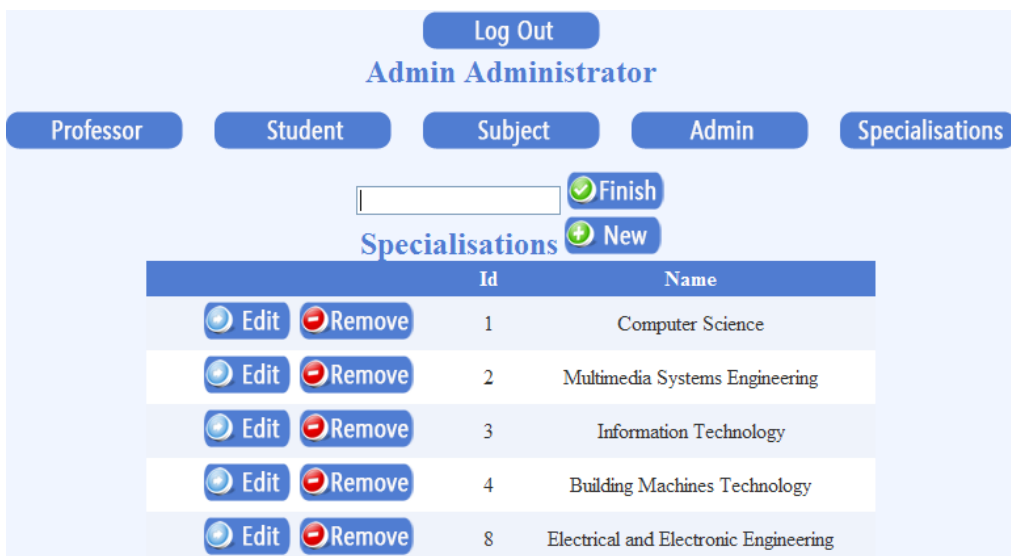 Log Out
Admin Administrator
Professor Student Subject Admin Specialisations
Finish
Specialisations New
Id Name
Edit Remove 1 Computer Science
Edit Remove 2 Multimedia Systems Engineering
Edit Remove 3 Information Technology
Edit Remove 4 Building Machines Technology
Edit Remove 8 Electrical and Electronic Engineering